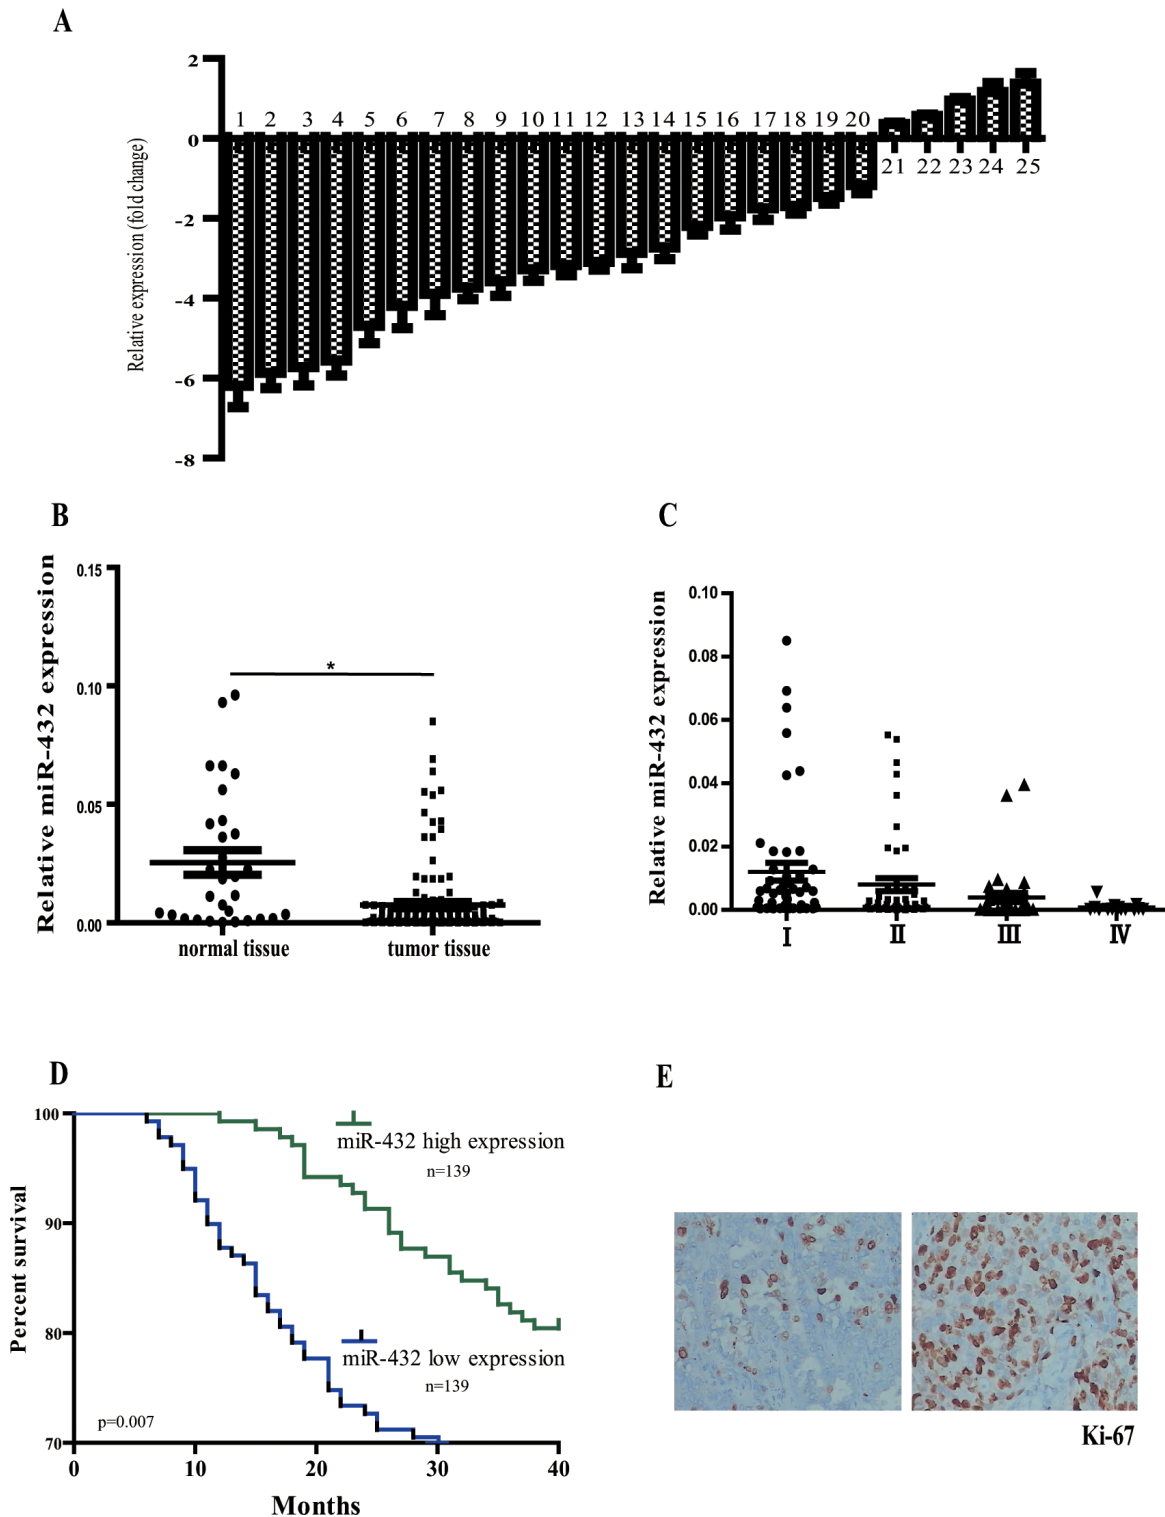 A
2
1 2 3 4 5 6 7 8 9 10 11 12 13 14 15 16 17 18 19 20
0
21 22 23 24 25
-2
-4
-6
-8
Relative expression (fold change)
B
0.15
0.10
0.05
0.00
Relative miR-432 expression
*
normal tissue tumor tissue
C
0.10
0.08
0.06
0.04
0.02
0.00
Relative miR-432 expression
I II III IV
D
100
90
80
70
Percent survival
miR-432 high expression
n=139
miR-432 low expression
n=139
p=0.007
0 10 20 30 40
Months
E
Ki-67